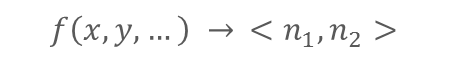 f(x, y, … ) → < n₁, n₂ >